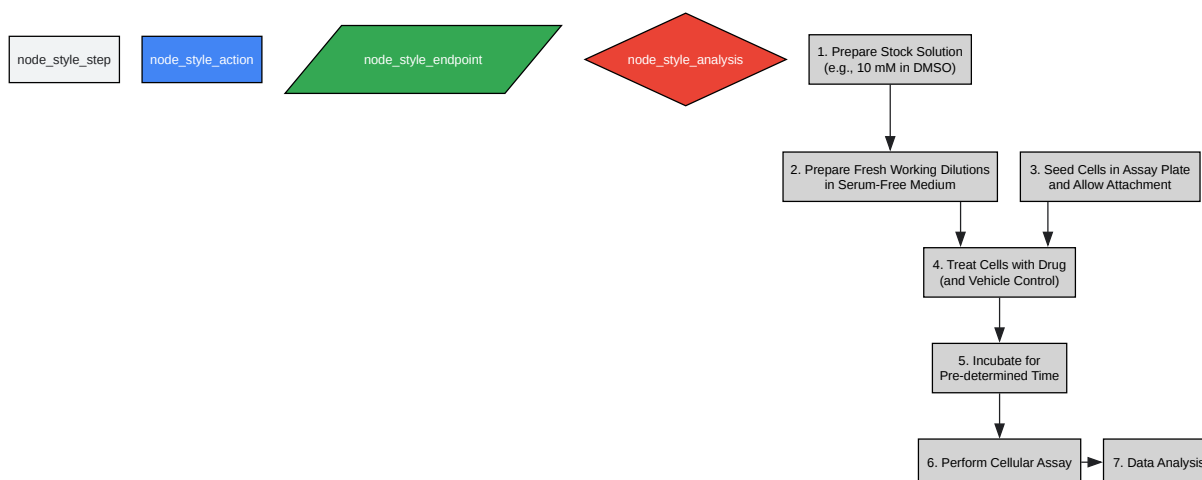 node_style_step
node_style_action
node_style_endpoint
node_style_analysis
1. Prepare Stock Solution
(e.g., 10 mM in DMSO)
2. Prepare Fresh Working Dilutions
in Serum-Free Medium
3. Seed Cells in Assay Plate
and Allow Attachment
4. Treat Cells with Drug
(and Vehicle Control)
5. Incubate for
Pre-determined Time
6. Perform Cellular Assay
7. Data Analysis